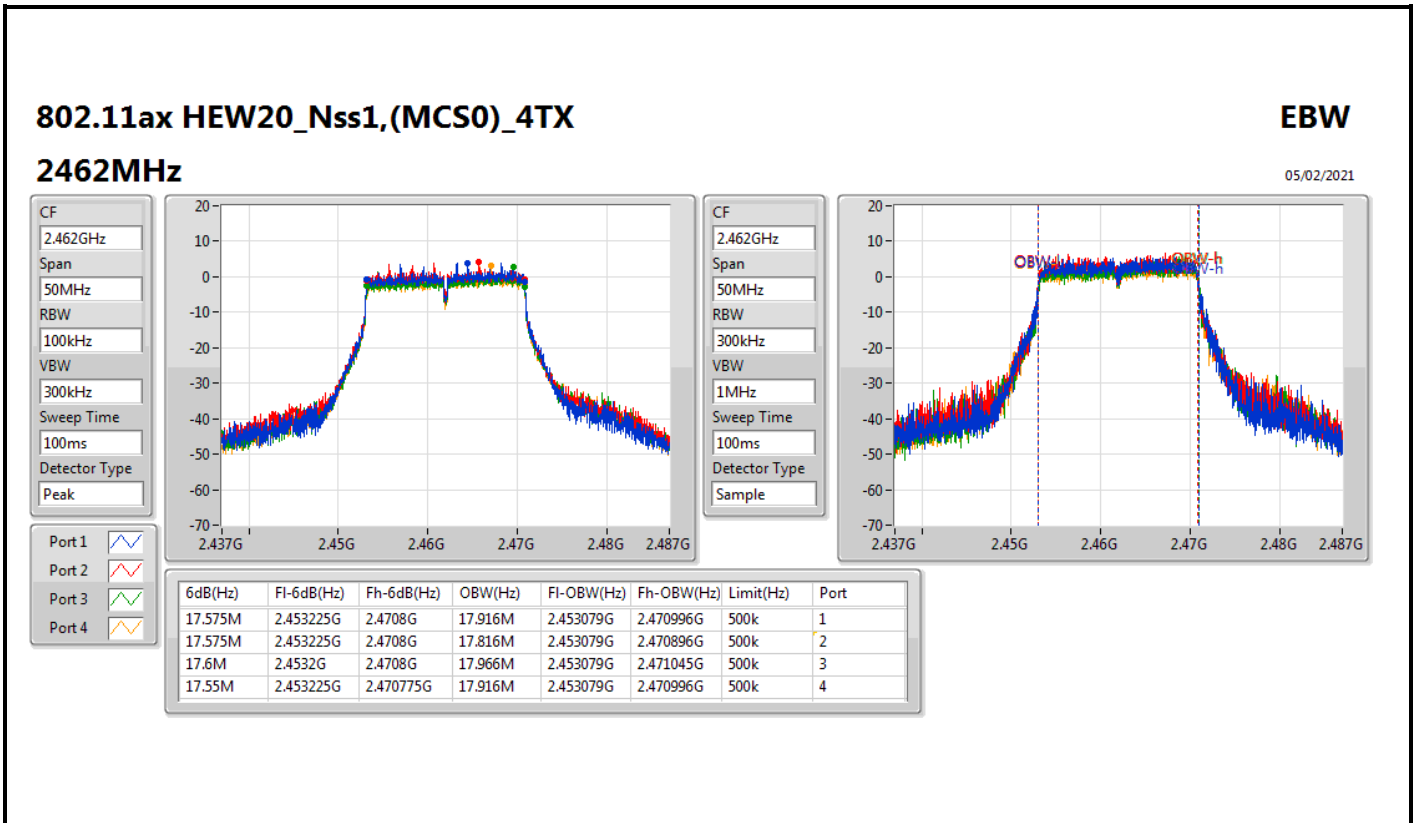 802.11ax HEW20_Nss1,(MCS0)_4TX
EBW
2462MHz
05/02/2021
CF
2.462GHz
Span
50MHz
RBW
100kHz
VBW
300kHz
Sweep Time
100ms
Detector Type
Peak
20
10
0
-10
-20
-30
-40
-50
-60
-70
2.437G 2.45G 2.46G 2.47G 2.48G 2.487G
CF
2.462GHz
Span
50MHz
RBW
300kHz
VBW
1MHz
Sweep Time
100ms
Detector Type
Sample
20
10
0
-10
-20
-30
-40
-50
-60
-70
OBW-h
2.437G 2.45G 2.46G 2.47G 2.48G 2.487G
Port 1
Port 2
Port 3
Port 4
6dB(Hz) Fl-6dB(Hz) Fh-6dB(Hz) OBW(Hz) Fl-OBW(Hz) Fh-OBW(Hz) Limit(Hz) Port
17.575M 2.453225G 2.4708G 17.916M 2.453079G 2.470996G 500k 1
17.575M 2.453225G 2.4708G 17.816M 2.453079G 2.470896G 500k 2
17.6M 2.4532G 2.4708G 17.966M 2.453079G 2.471045G 500k 3
17.55M 2.453225G 2.470775G 17.916M 2.453079G 2.470996G 500k 4